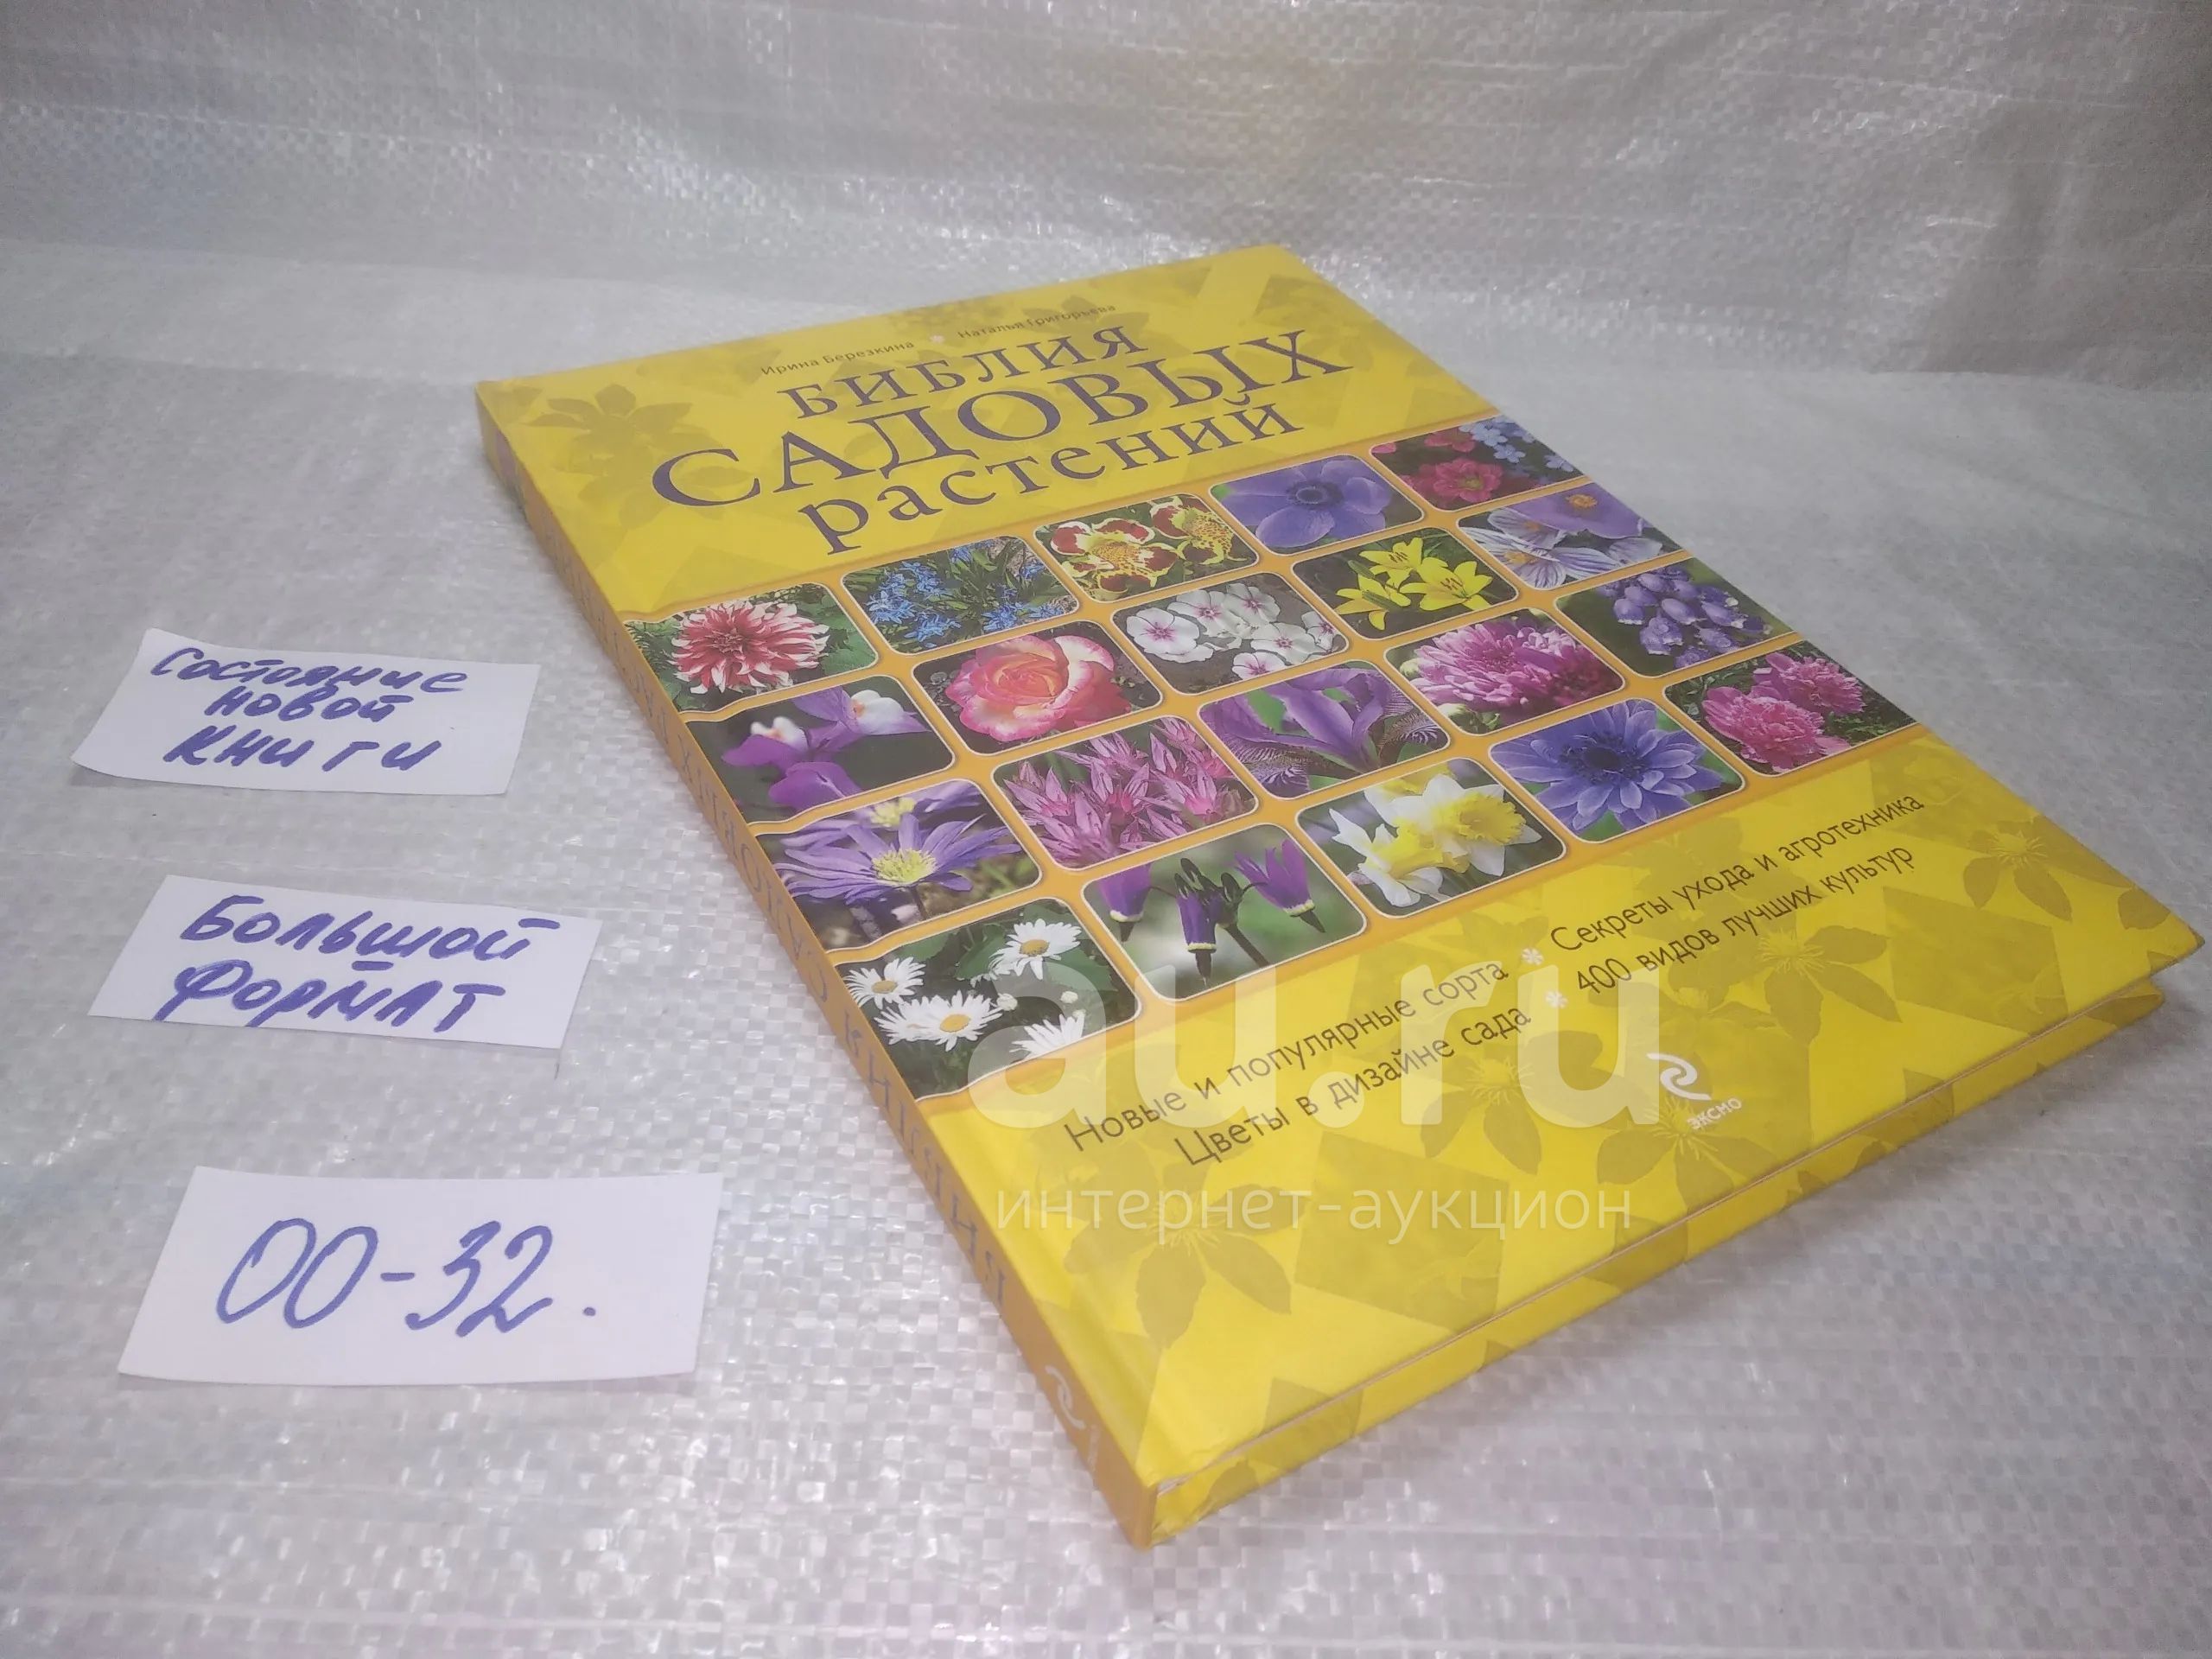 Ирина Березкина * Наталья Григорьева
БИБЛИЯ
САДОВЫХ
растений
Новые и популярные сорта * Секреты ухода и агротехника
Цветы в дизайне сада * 400 видов лучших культур
эксмо
Состояние
новой
книги
Большой
формат
00-32.
au.ru
интернет-аукцион